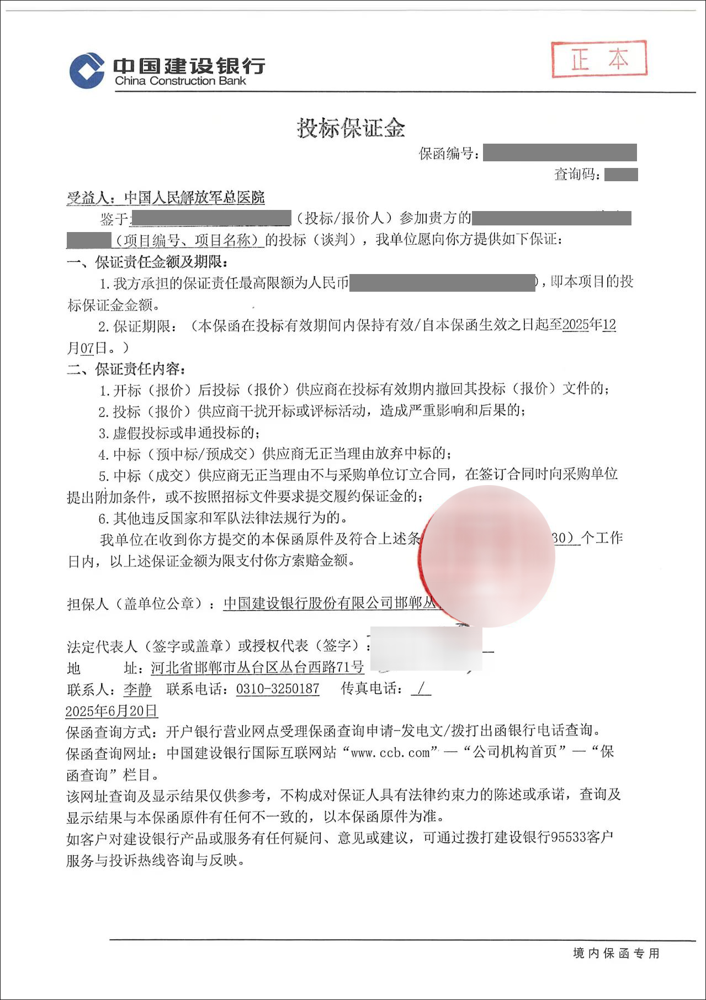 中国建设银行
China Construction Bank
正 本
投标保证金
保函编号：
查询码：
受益人：中国人民解放军总医院
鉴于 （投标/报价人）参加贵方的
（项目编号、项目名称）的投标（谈判），我单位愿向你方提供如下保证：
一、保证责任金额及期限：
1.我方承担的保证责任最高限额为人民币 ），即本项目的投
标保证金金额。
2.保证期限：（本保函在投标有效期间内保持有效/自本保函生效之日起至2025年12
月07日。）
二、保证责任内容：
1.开标（报价）后投标（报价）供应商在投标有效期内撤回其投标（报价）文件的；
2.投标（报价）供应商干扰开标或评标活动，造成严重影响和后果的；
3.虚假投标或串通投标的；
4.中标（预中标/预成交）供应商无正当理由放弃中标的；
5.中标（成交）供应商无正当理由不与采购单位订立合同，在签订合同时向采购单位
提出附加条件，或不按照招标文件要求提交履约保证金的；
6.其他违反国家和军队法律法规行为的。
我单位在收到你方提交的本保函原件及符合上述条 30）个工作
日内，以上述保证金额为限支付你方索赔金额。
担保人（盖单位公章）：中国建设银行股份有限公司邯郸丛
法定代表人（签字或盖章）或授权代表（签字）：
地 址：河北省邯郸市丛台区丛台西路71号
联系人：李静 联系电话：0310-3250187 传真电话：/
2025年6月20日
保函查询方式：开户银行营业网点受理保函查询申请-发电文/拨打出函银行电话查询。
保函查询网址：中国建设银行国际互联网站“www.ccb.com”—“公司机构首页”—“保
函查询”栏目。
该网址查询及显示结果仅供参考，不构成对保证人具有法律约束力的陈述或承诺，查询及
显示结果与本保函原件有任何不一致的，以本保函原件为准。
如客户对建设银行产品或服务有任何疑问、意见或建议，可通过拨打建设银行95533客户
服务与投诉热线咨询与反映。
境内保函专用